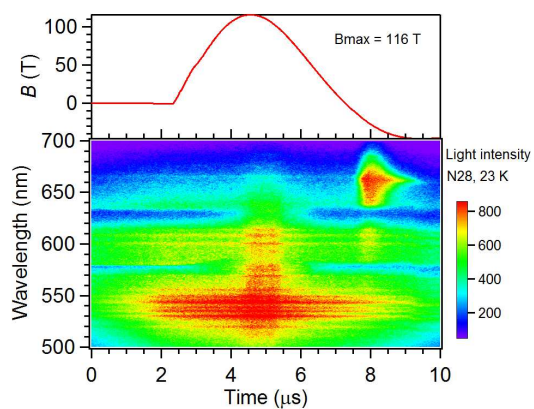 100
50
0
B (T)
Bmax = 116 T
700
650
600
550
500
Wavelength (nm)
Light intensity
N28, 23 K
800
600
400
200
0 2 4 6 8 10
Time (μs)